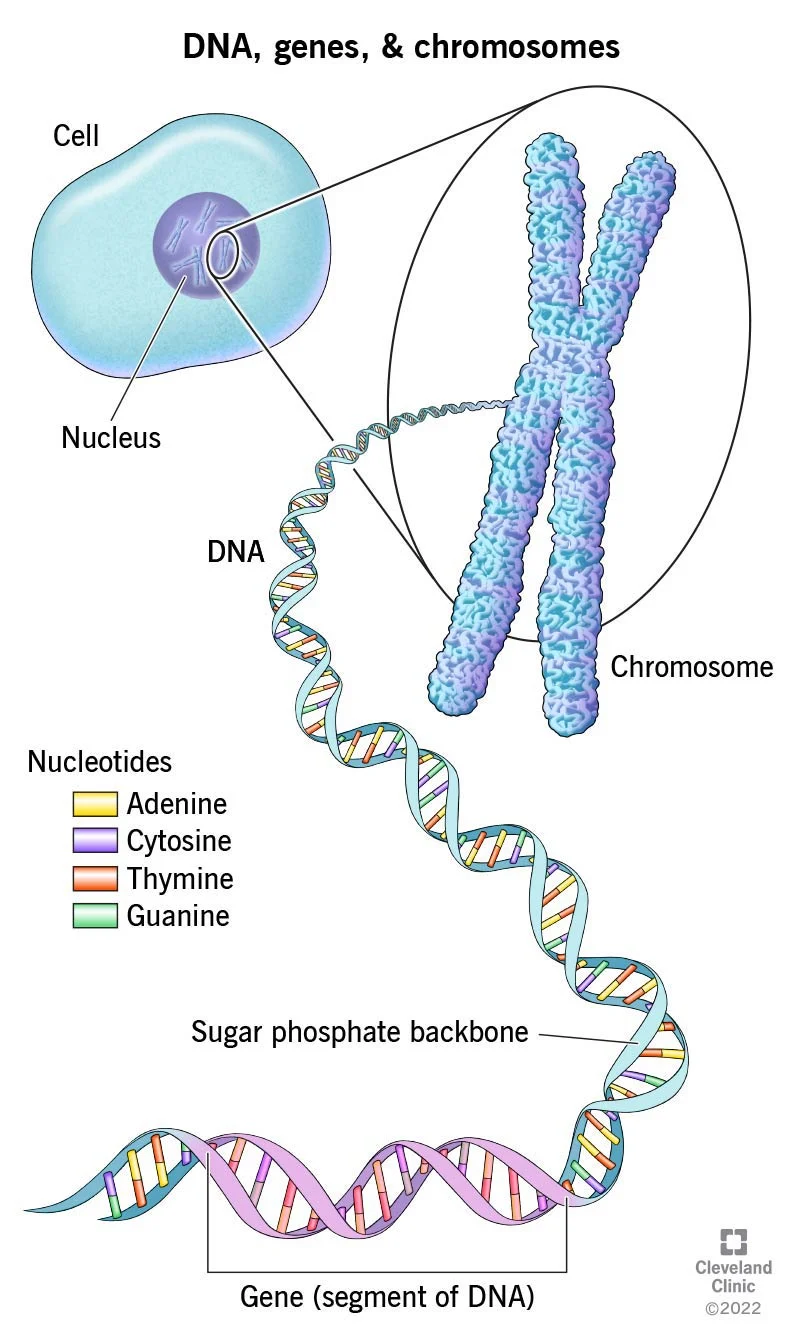 DNA, genes, & chromosomes
Cell
Nucleus
DNA
Chromosome
Nucleotides
Adenine
Cytosine
Thymine
Guanine
Sugar phosphate backbone
Gene (segment of DNA)
Cleveland
Clinic
©2022